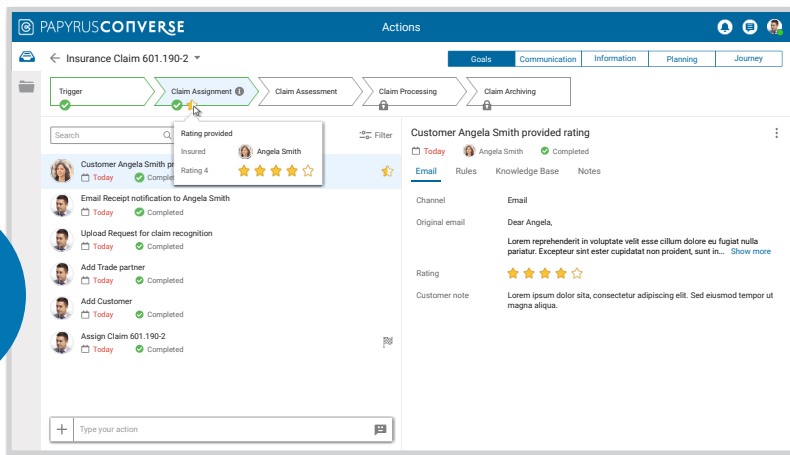 PAPYRUSCONVERSE
Actions
Insurance Claim 601.190-2
Goals
Communication
Information
Planning
Journey
Trigger
Claim Assignment
Claim Assessment
Claim Processing
Claim Archiving
Search
Filter
Rating provided
Insured
Angela Smith
Rating 4
Customer Angela Smith pr
Today
Comple
Email Receipt notification to Angela Smith
Today
Completed
Upload Request for claim recognition
Today
Completed
Add Trade partner
Today
Completed
Add Customer
Today
Completed
Assign Claim 601.190-2
Today
Completed
Type your action
Customer Angela Smith provided rating
Today
Angela Smith
Completed
Email
Rules
Knowledge Base
Notes
Channel
Email
Original email
Dear Angela,
Lorem reprehenderit in voluptate velit esse cillum dolore eu fugiat nulla
pariatur. Excepteur sint ester cupidatat non proident, sunt in... Show more
Rating
Customer note
Lorem ipsum dolor sita, consectetur adipiscing elit. Sed eiusmod tempor ut
magna aliqua.